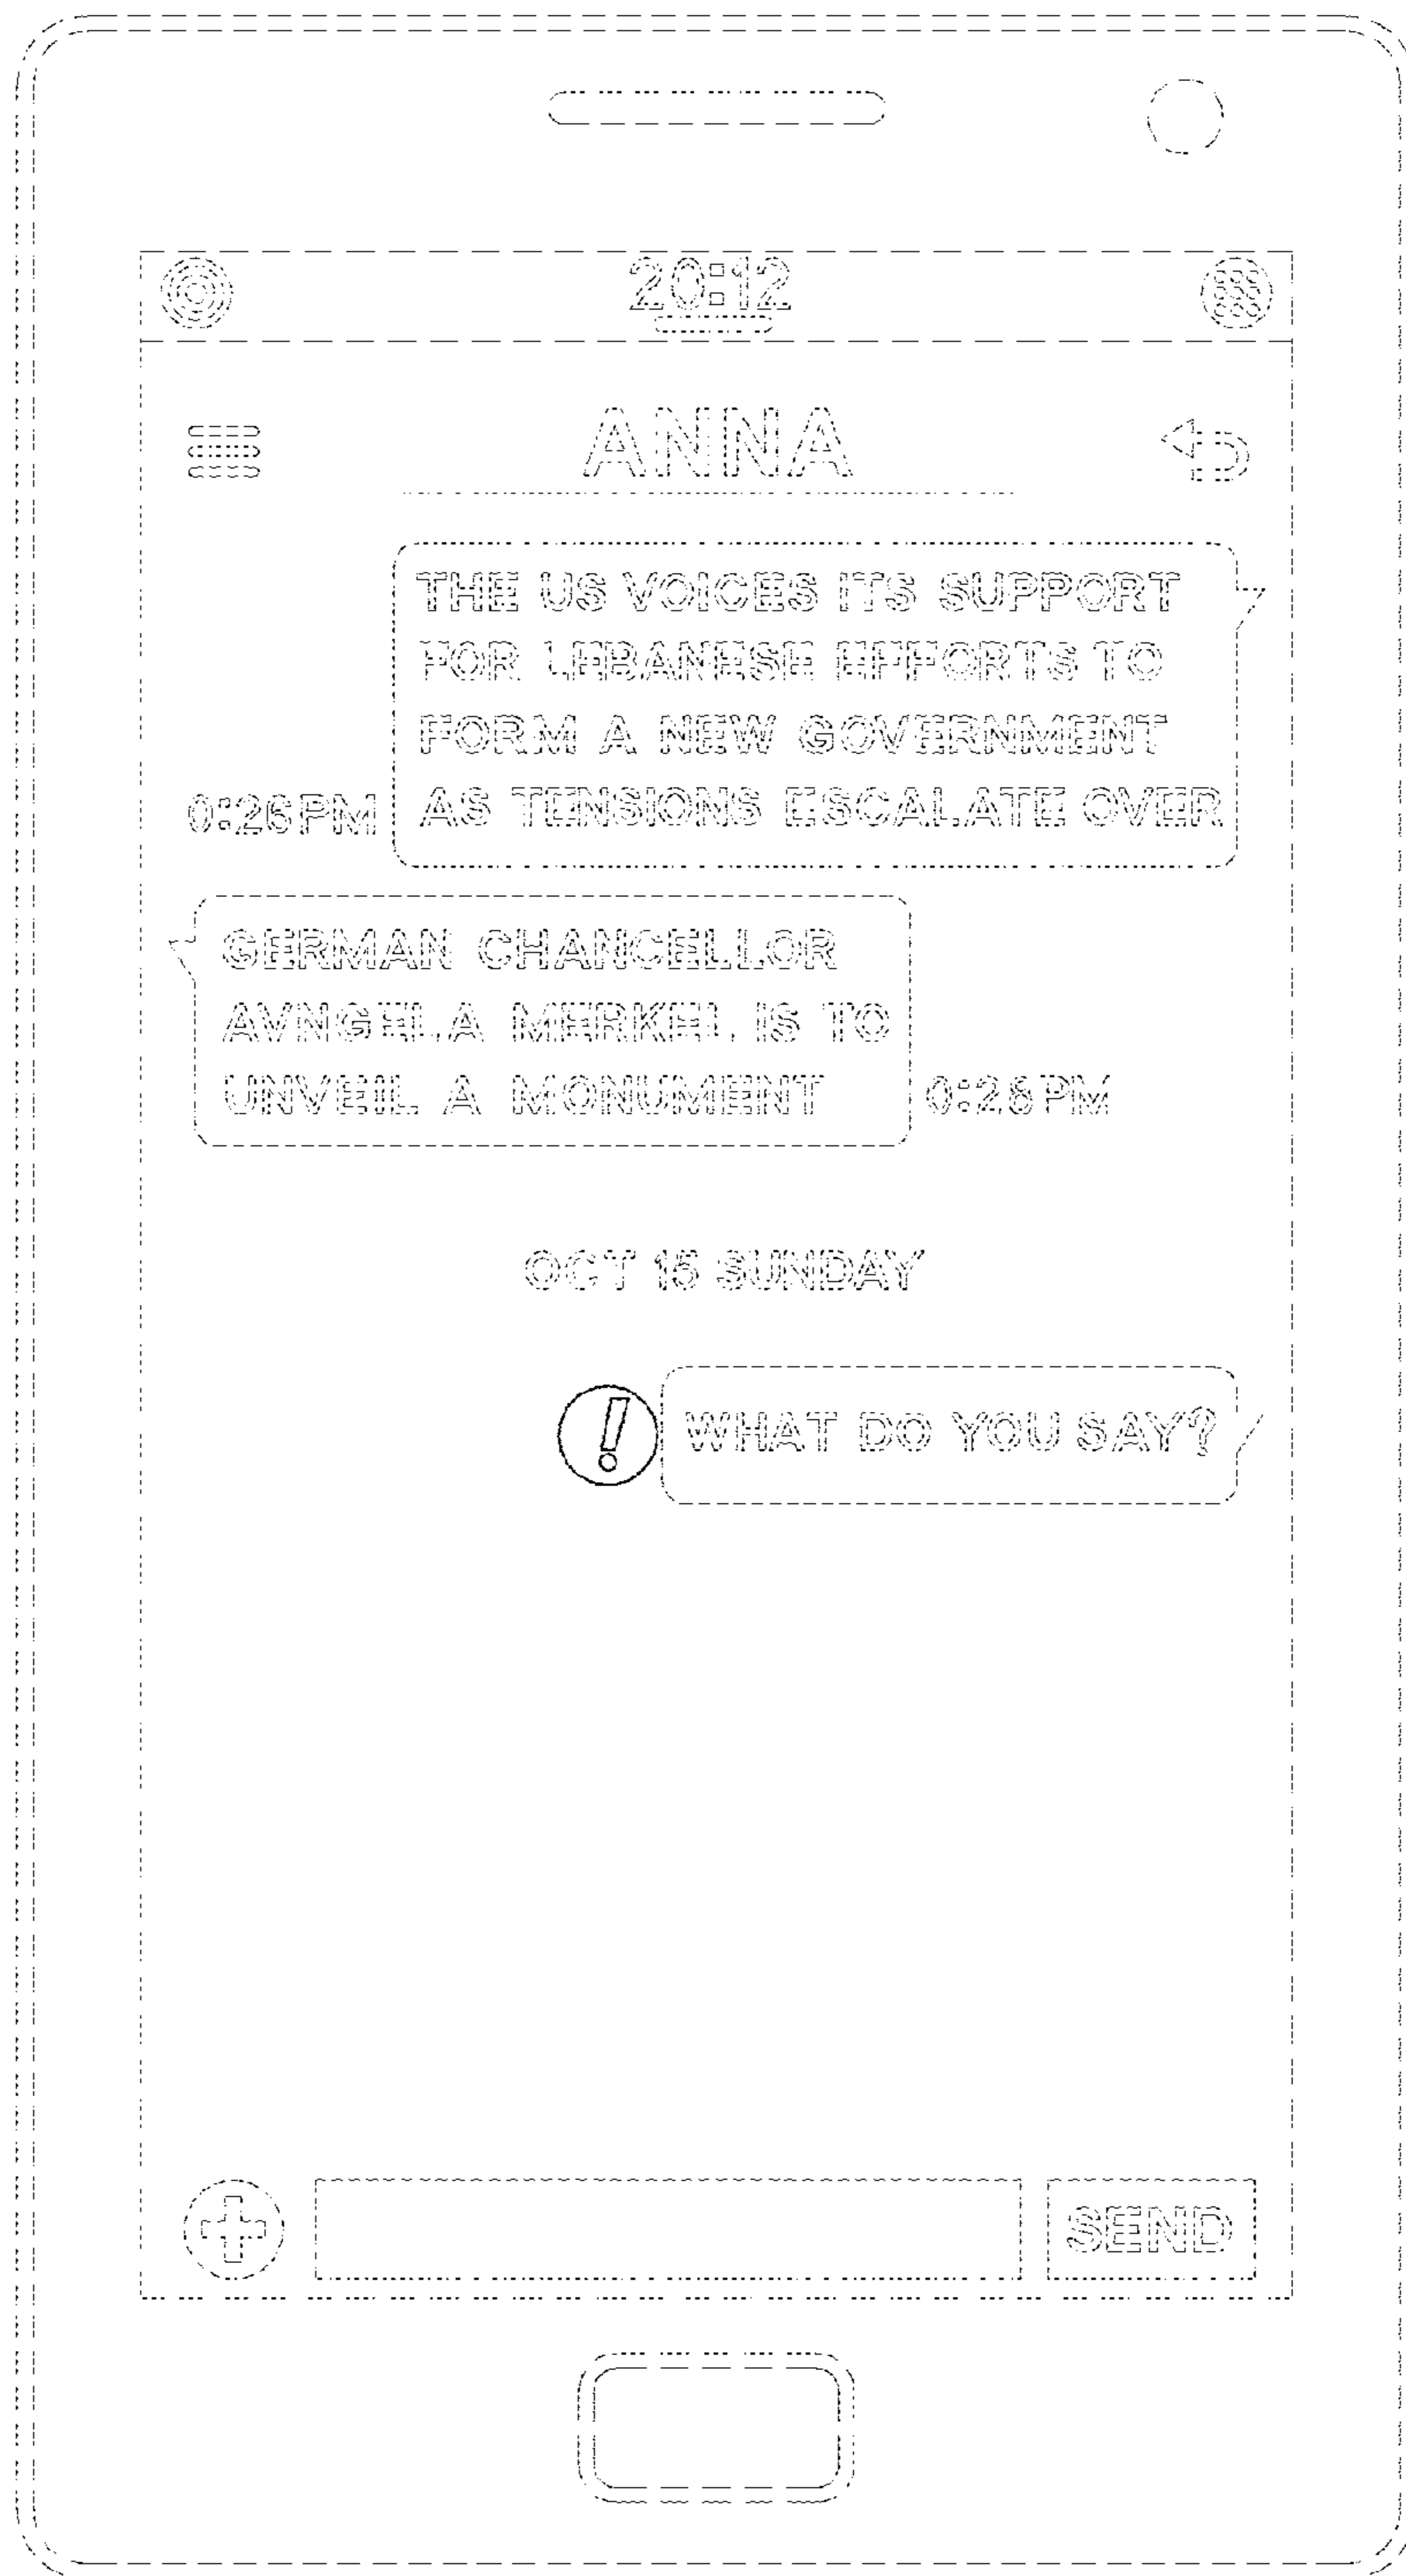 20:12
ANNA
THE US VOICES ITS SUPPORT
FOR LEBANESE EFFORTS TO
FORM A NEW GOVERNMENT
AS TENSIONS ESCALATE OVER
0:26PM
GERMAN CHANCELLOR
AVNGELA MERKEL IS TO
UNVEIL A MONUMENT
0:28PM
OCT 15 SUNDAY
! WHAT DO YOU SAY?
SEND